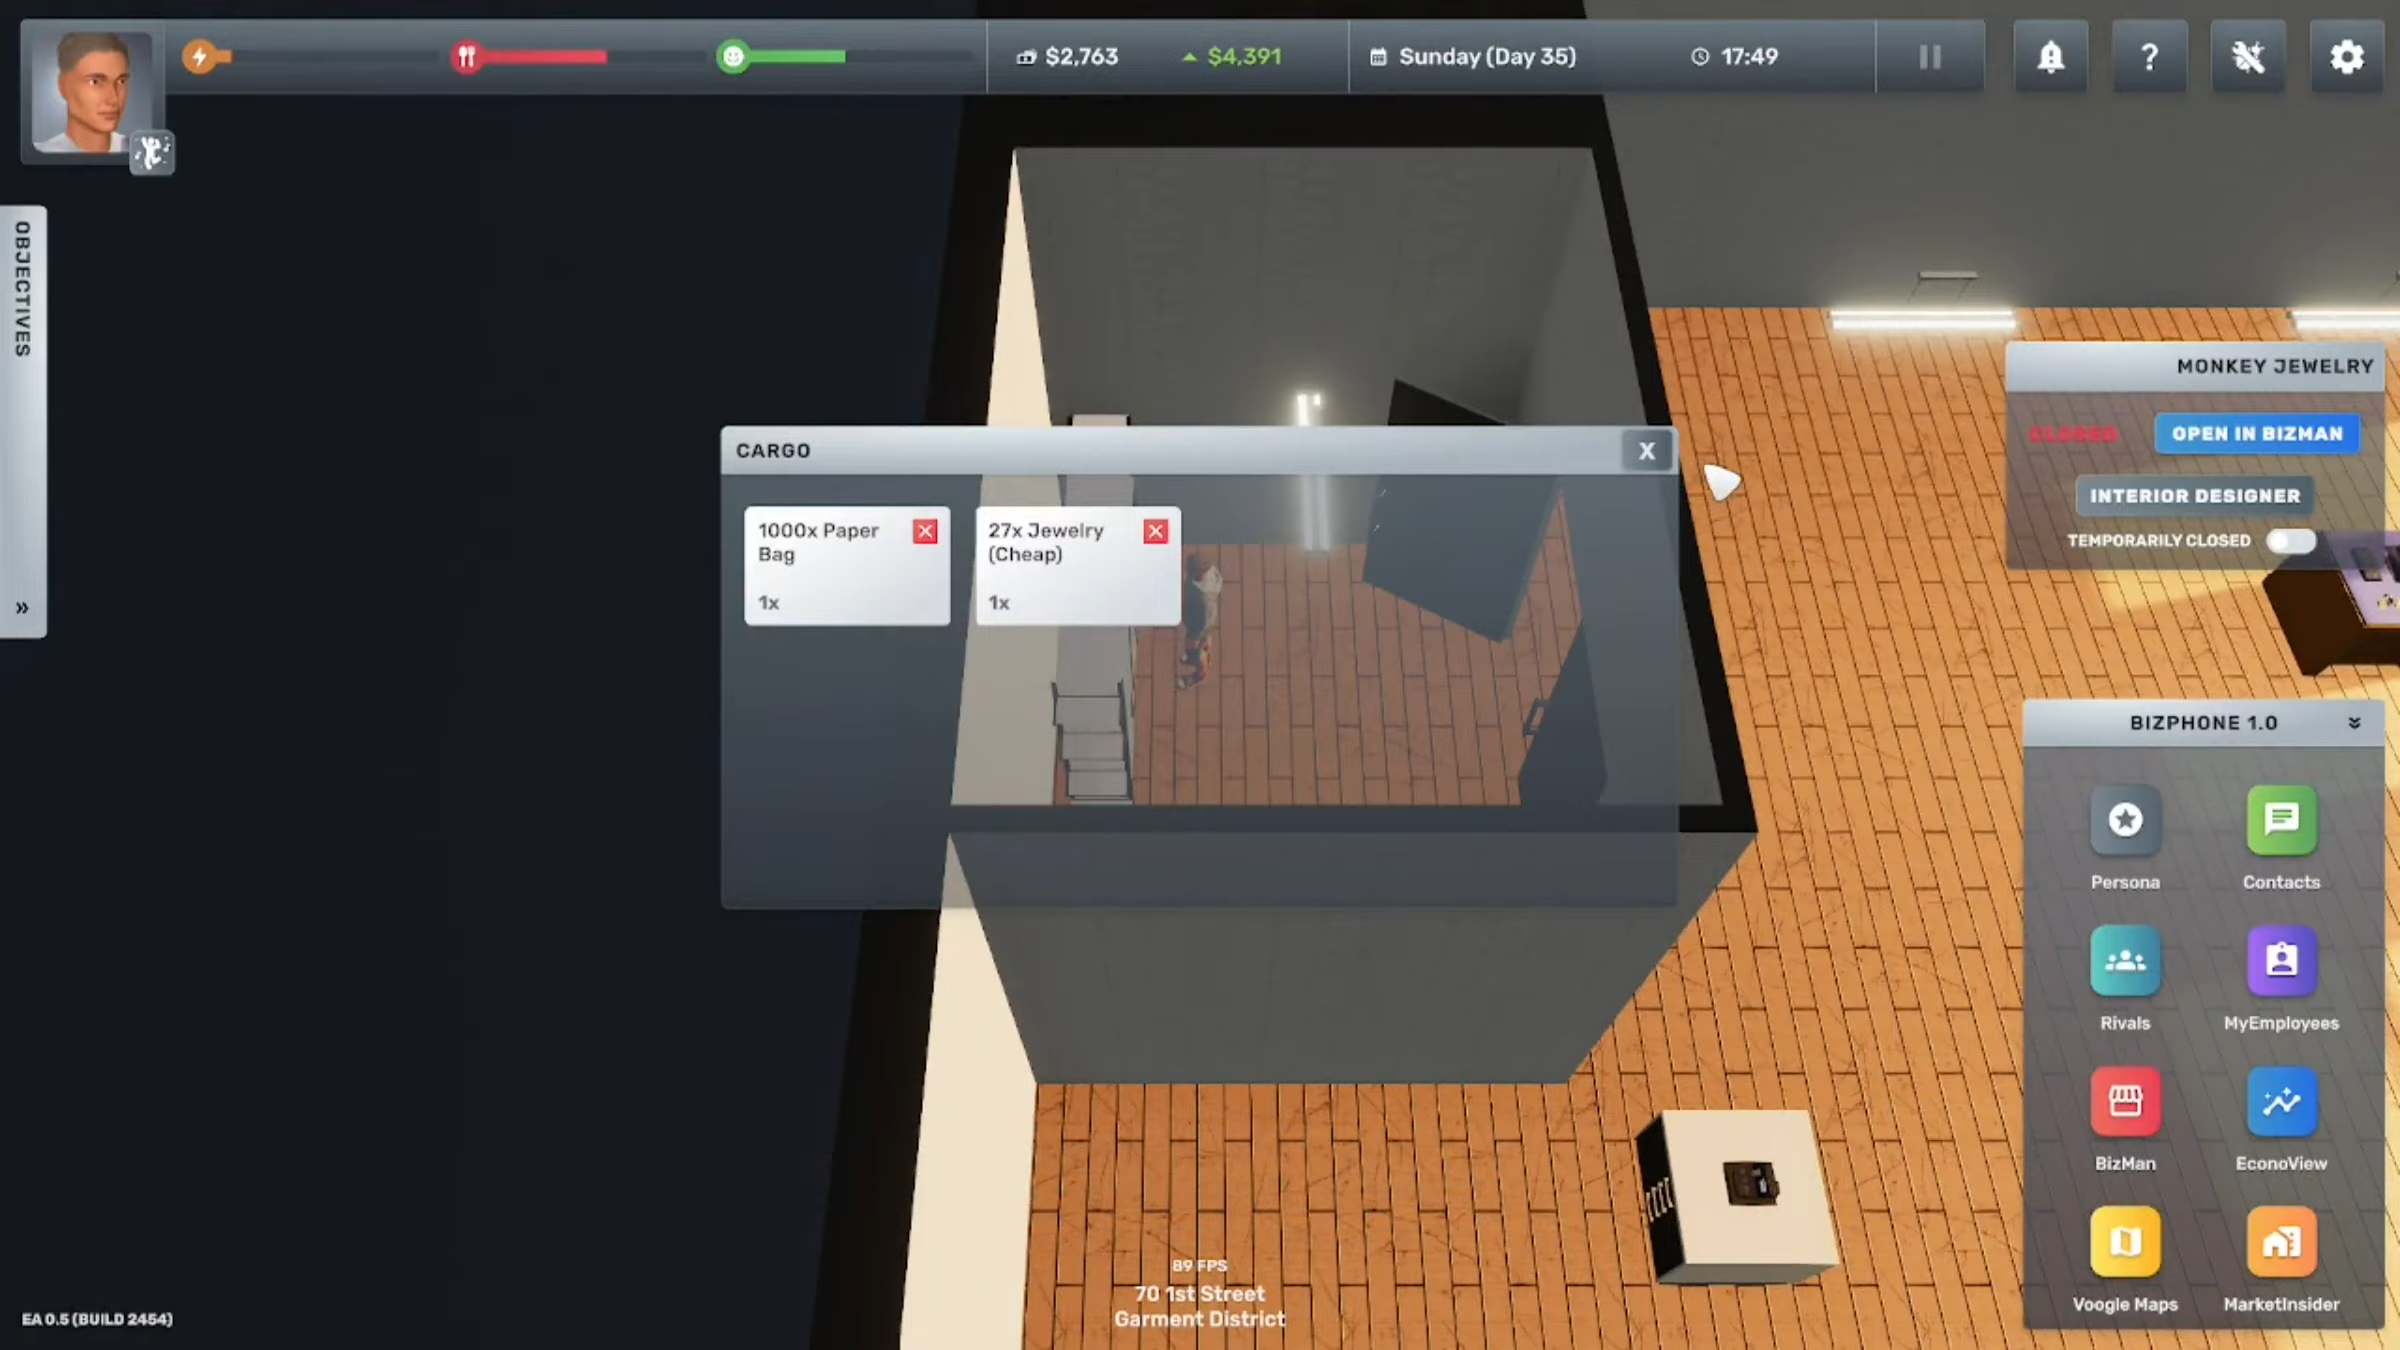 $2,763
$4,391
Sunday (Day 35)
17:49
?
OBJECTIVES
»
MONKEY JEWELRY
CLOSED
OPEN IN BIZMAN
INTERIOR DESIGNER
TEMPORARILY CLOSED
CARGO
X
1000x Paper
Bag
1x
27x Jewelry
(Cheap)
1x
BIZPHONE 1.0
Persona
Contacts
Rivals
MyEmployees
BizMan
EconoView
Voogle Maps
MarketInsider
89 FPS
70 1st Street
Garment District
EA 0.5 (BUILD 2454)